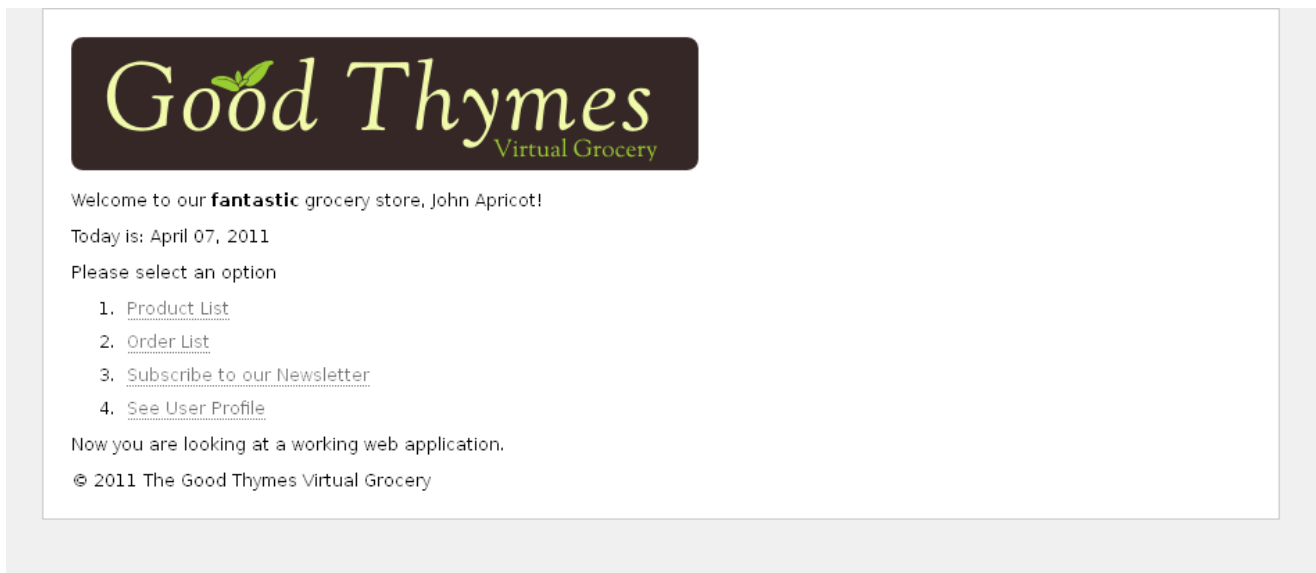 Good Thymes
Virtual Grocery
Welcome to our fantastic grocery store, John Apricot!
Today is: April 07, 2011
Please select an option
1. Product List
2. Order List
3. Subscribe to our Newsletter
4. See User Profile
Now you are looking at a working web application.
© 2011 The Good Thymes Virtual Grocery